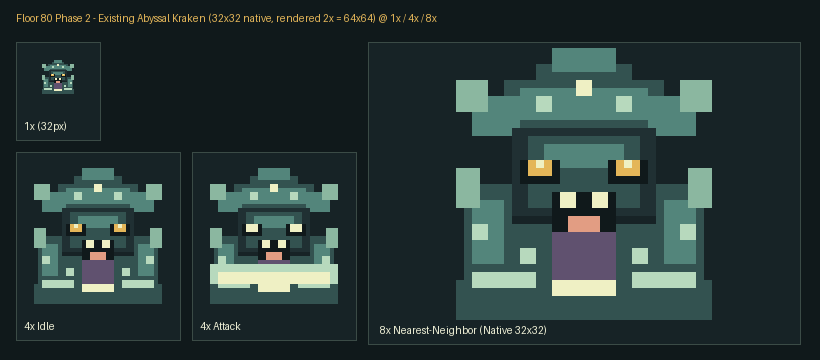 Floor 80 Phase 2 - Existing Abyssal Kraken (32x32 native, rendered 2x = 64x64) @ 1x / 4x / 8x
1x (32px)
4x Idle
4x Attack
8x Nearest-Neighbor (Native 32x32)